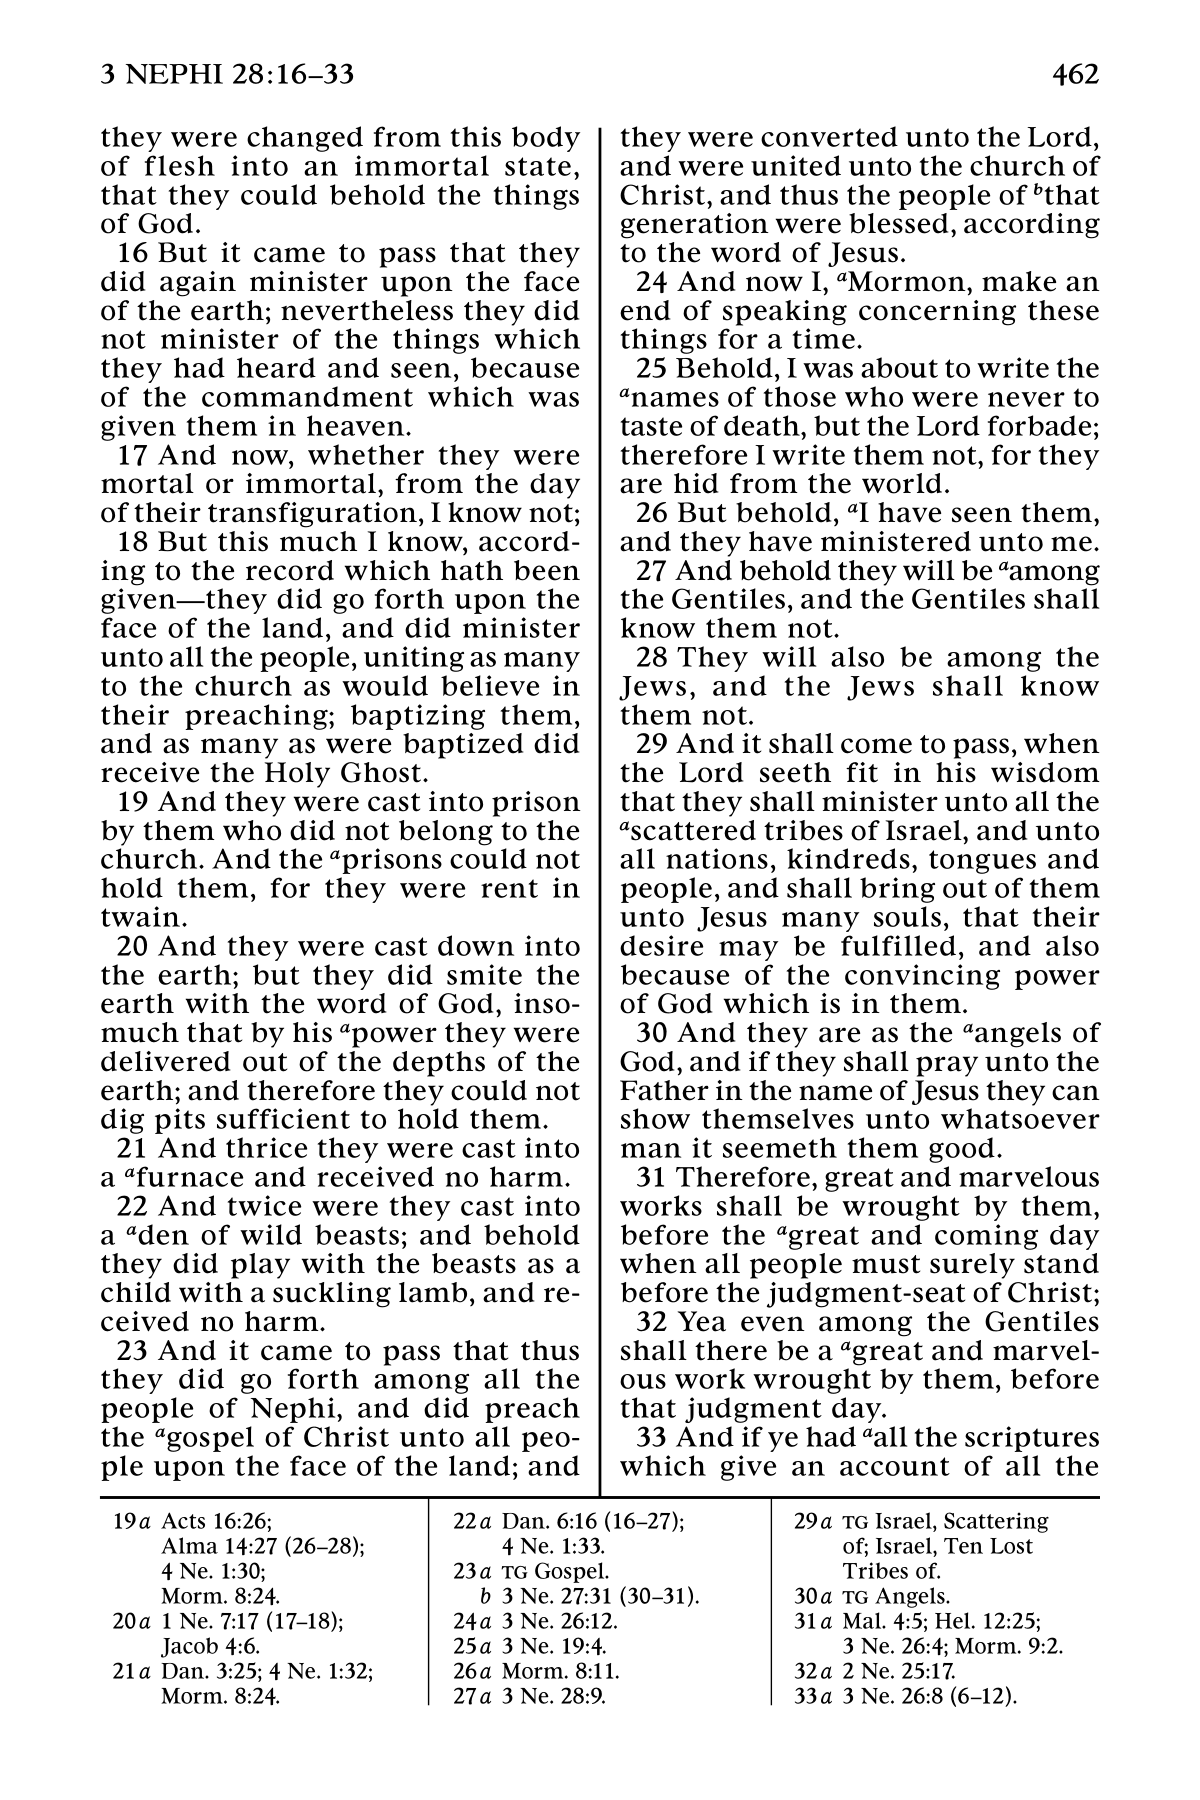 3 NEPHI 28:16–33
462
they were changed from this body
of flesh into an immortal state,
that they could behold the things
of God.
16 But it came to pass that they
did again minister upon the face
of the earth; nevertheless they did
not minister of the things which
they had heard and seen, because
of the commandment which was
given them in heaven.
17 And now, whether they were
mortal or immortal, from the day
of their transfiguration, I know not;
18 But this much I know, accord-
ing to the record which hath been
given—they did go forth upon the
face of the land, and did minister
unto all the people, uniting as many
to the church as would believe in
their preaching; baptizing them,
and as many as were baptized did
receive the Holy Ghost.
19 And they were cast into prison
by them who did not belong to the
church. And the aprisons could not
hold them, for they were rent in
twain.
20 And they were cast down into
the earth; but they did smite the
earth with the word of God, inso-
much that by his apower they were
delivered out of the depths of the
earth; and therefore they could not
dig pits sufficient to hold them.
21 And thrice they were cast into
a afurnace and received no harm.
22 And twice were they cast into
a aden of wild beasts; and behold
they did play with the beasts as a
child with a suckling lamb, and re-
ceived no harm.
23 And it came to pass that thus
they did go forth among all the
people of Nephi, and did preach
the agospel of Christ unto all peo-
ple upon the face of the land; and
they were converted unto the Lord,
and were united unto the church of
Christ, and thus the people of bthat
generation were blessed, according
to the word of Jesus.
24 And now I, aMormon, make an
end of speaking concerning these
things for a time.
25 Behold, I was about to write the
anames of those who were never to
taste of death, but the Lord forbade;
therefore I write them not, for they
are hid from the world.
26 But behold, aI have seen them,
and they have ministered unto me.
27 And behold they will be aamong
the Gentiles, and the Gentiles shall
know them not.
28 They will also be among the
Jews, and the Jews shall know
them not.
29 And it shall come to pass, when
the Lord seeth fit in his wisdom
that they shall minister unto all the
ascattered tribes of Israel, and unto
all nations, kindreds, tongues and
people, and shall bring out of them
unto Jesus many souls, that their
desire may be fulfilled, and also
because of the convincing power
of God which is in them.
30 And they are as the aangels of
God, and if they shall pray unto the
Father in the name of Jesus they can
show themselves unto whatsoever
man it seemeth them good.
31 Therefore, great and marvelous
works shall be wrought by them,
before the agreat and coming day
when all people must surely stand
before the judgment-seat of Christ;
32 Yea even among the Gentiles
shall there be a agreat and marvel-
ous work wrought by them, before
that judgment day.
33 And if ye had aall the scriptures
which give an account of all the
19a Acts 16:26;
Alma 14:27 (26–28);
4 Ne. 1:30;
Morm. 8:24.
20a 1 Ne. 7:17 (17–18);
Jacob 4:6.
21a Dan. 3:25; 4 Ne. 1:32;
Morm. 8:24.
22a Dan. 6:16 (16–27);
4 Ne. 1:33.
23a TG Gospel.
b 3 Ne. 27:31 (30–31).
24a 3 Ne. 26:12.
25a 3 Ne. 19:4.
26a Morm. 8:11.
27a 3 Ne. 28:9.
29a TG Israel, Scattering
of; Israel, Ten Lost
Tribes of.
30a TG Angels.
31a Mal. 4:5; Hel. 12:25;
3 Ne. 26:4; Morm. 9:2.
32a 2 Ne. 25:17.
33a 3 Ne. 26:8 (6–12).